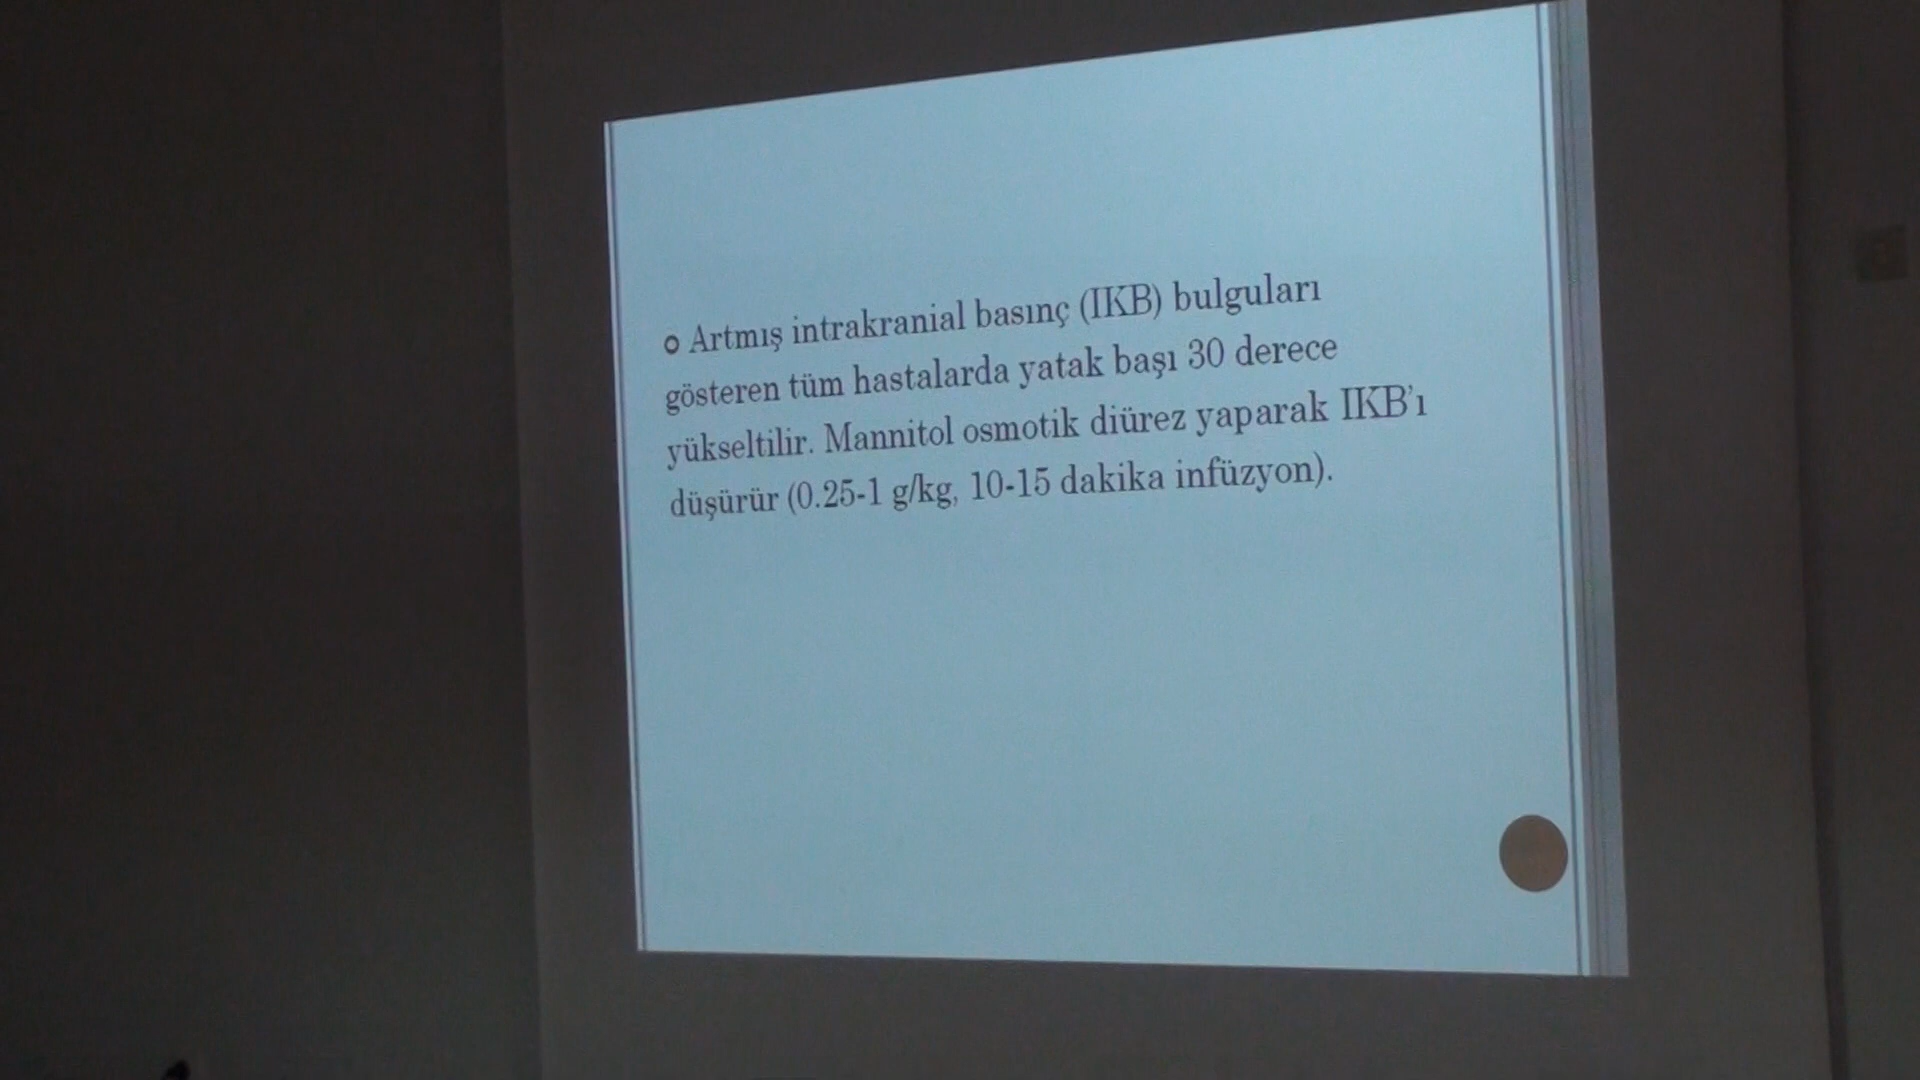 Artmış intrakranial basınç (IKB) bulguları
gösteren tüm hastalarda yatak başı 30 derece
yükseltilir. Mannitol osmotik diürez yaparak IKB'ı
düşürür (0.25-1 g/kg, 10-15 dakika infüzyon).